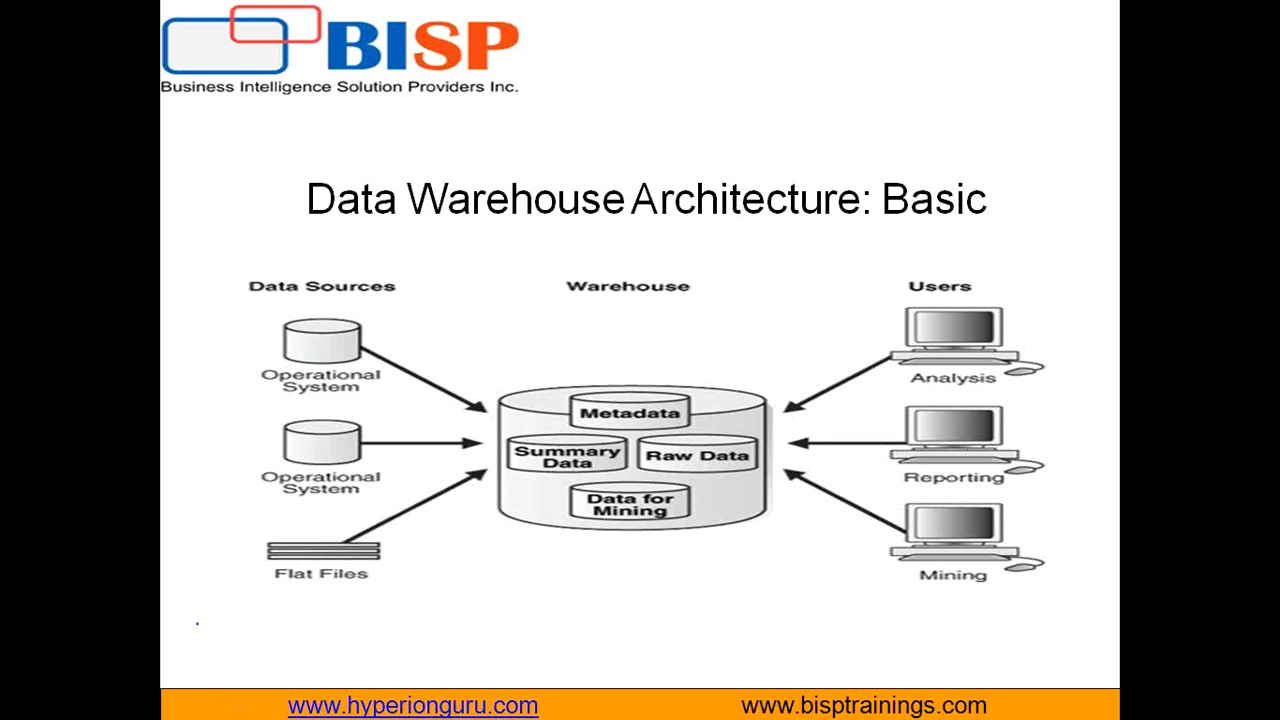 BISP
Business Intelligence Solution Providers Inc.
Data Warehouse Architecture: Basic
Data Sources
Warehouse
Users
Operational
System
Operational
System
Flat Files
Metadata
Summary
Data
Raw Data
Data for
Mining
Analysis
Reporting
Mining
www.hyperionguru.com
www.bisptrainings.com